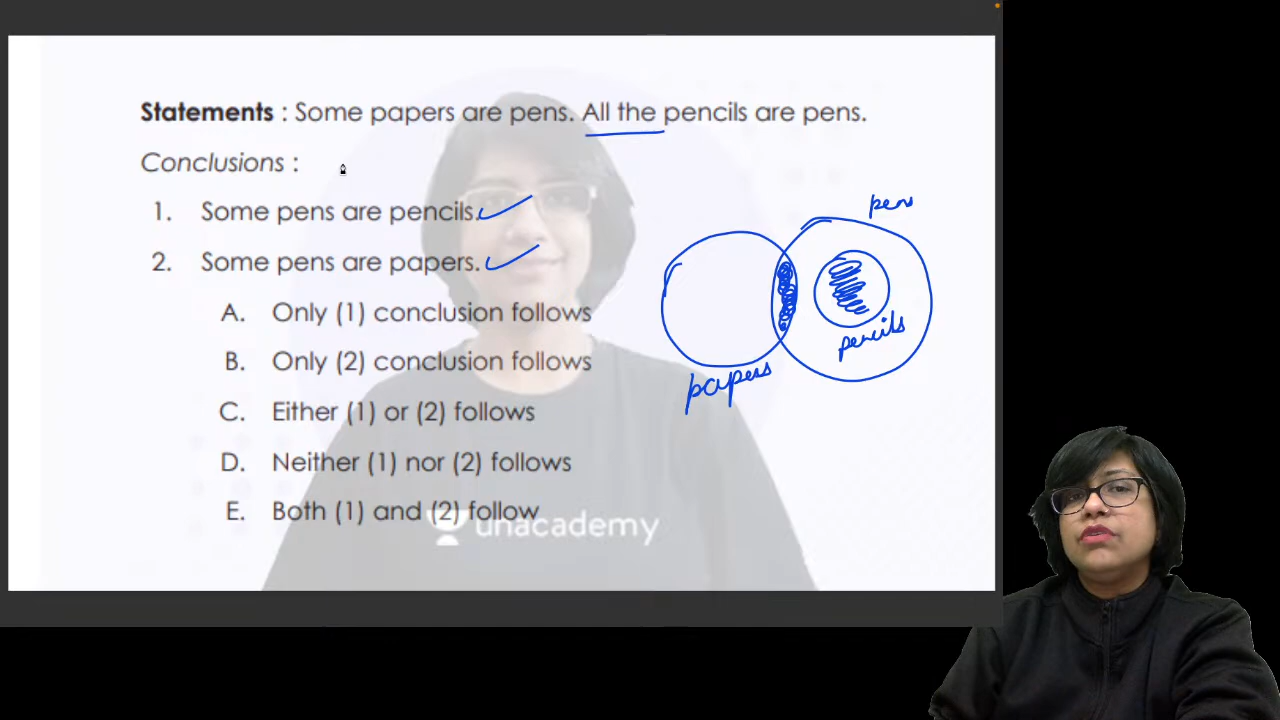 Statements : Some papers are pens. All the pencils are pens.
Conclusions :
1. Some pens are pencils.
2. Some pens are papers.
A. Only (1) conclusion follows
B. Only (2) conclusion follows
C. Either (1) or (2) follows
D. Neither (1) nor (2) follows
E. Both (1) and (2) follow
unacademy
pens
pencils
papers